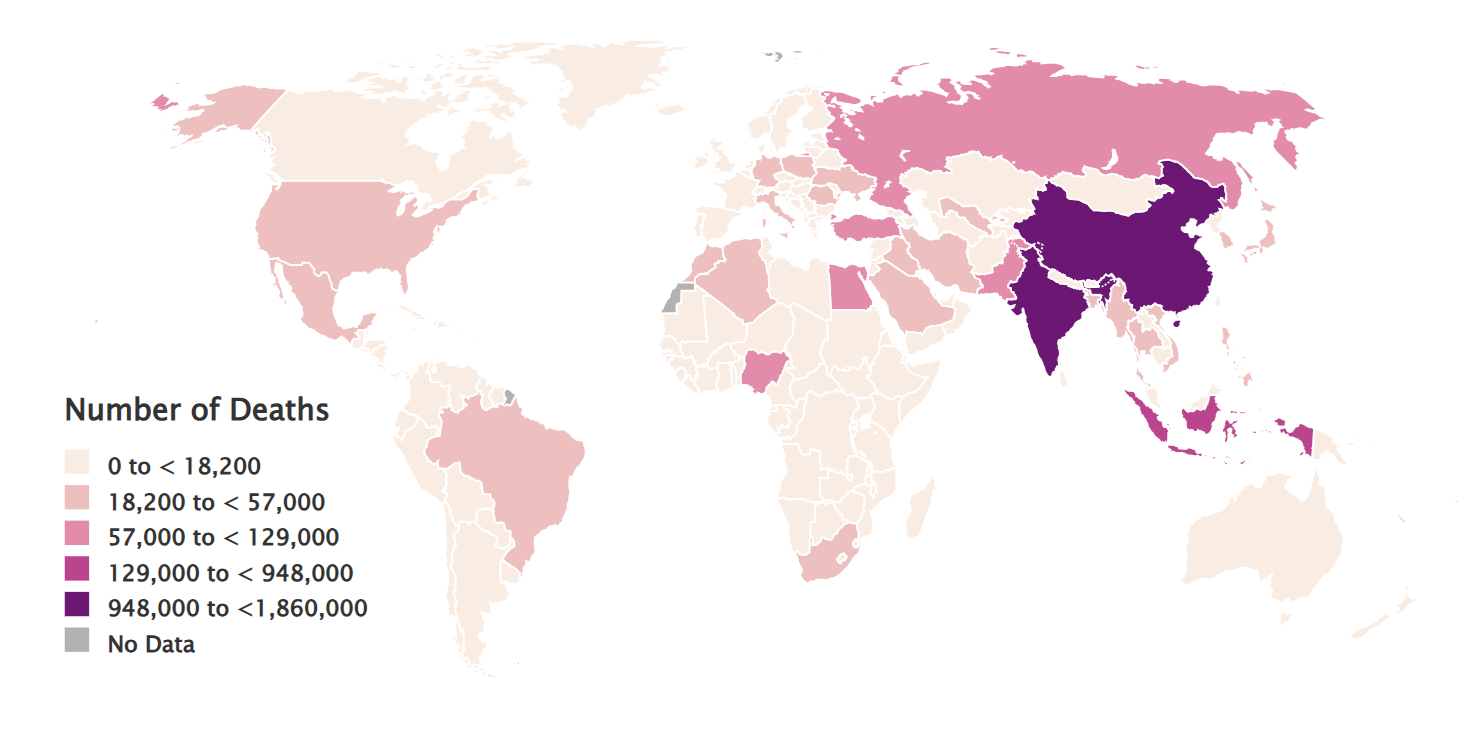 Number of Deaths
0 to < 18,200
18,200 to < 57,000
57,000 to < 129,000
129,000 to < 948,000
948,000 to <1,860,000
No Data